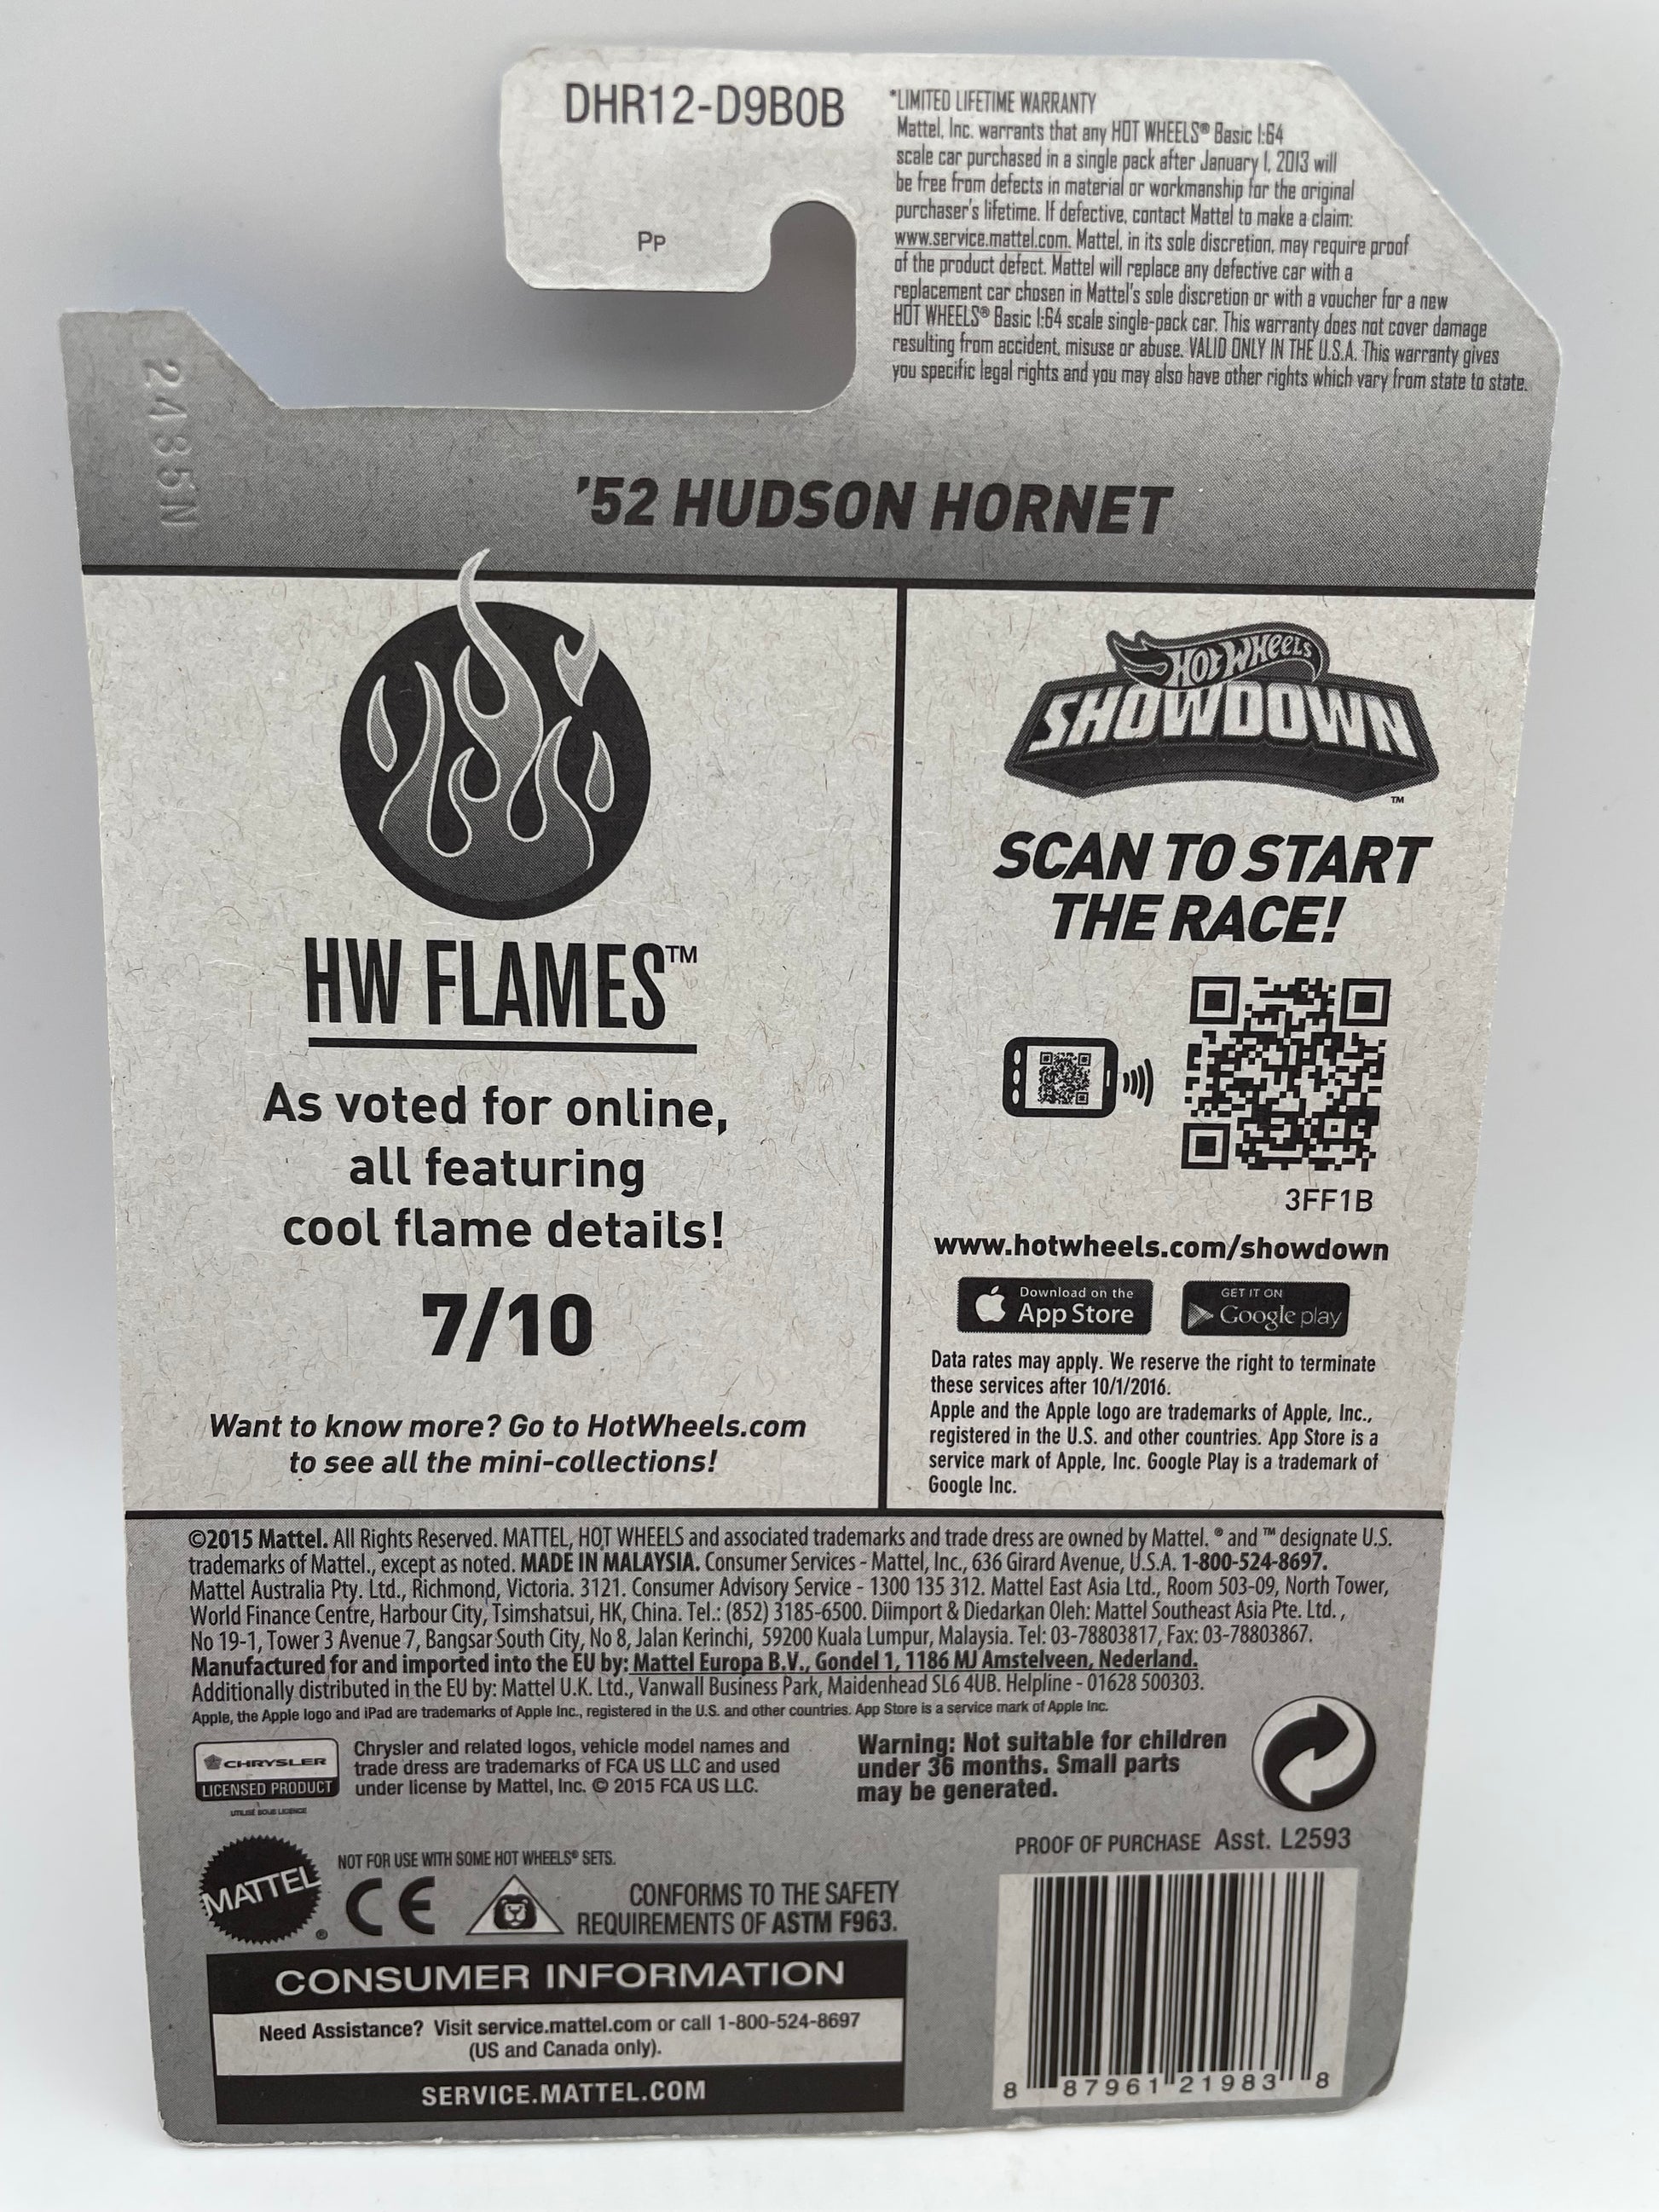 DHR12-D9B0B
Pp
*LIMITED LIFETIME WARRANTY
Mattel, Inc. warrants that any HOT WHEELS® Basic 1:64
scale car purchased in a single pack after January 1, 2013 will
be free from defects in material or workmanship for the original
purchaser's lifetime. If defective, contact Mattel to make a claim:
www.service.mattel.com. Mattel, in its sole discretion, may require proof
of the product defect. Mattel will replace any defective car with a
replacement car chosen in Mattel's sole discretion or with a voucher for a new
HOT WHEELS® Basic 1:64 scale single-pack car. This warranty does not cover damage
resulting from accident, misuse or abuse. VALID ONLY IN THE U.S.A. This warranty gives
you specific legal rights and you may also have other rights which vary from state to state.
2435N
'52 HUDSON HORNET
HW FLAMES™
As voted for online,
all featuring
cool flame details!
7/10
Want to know more? Go to HotWheels.com
to see all the mini-collections!
HOT WHEELS
SHOWDOWN™
SCAN TO START
THE RACE!
3FF1B
www.hotwheels.com/showdown
Download on the
App Store
GET IT ON
Google play
Data rates may apply. We reserve the right to terminate
these services after 10/1/2016.
Apple and the Apple logo are trademarks of Apple, Inc.,
registered in the U.S. and other countries. App Store is a
service mark of Apple, Inc. Google Play is a trademark of
Google Inc.
©2015 Mattel. All Rights Reserved. MATTEL, HOT WHEELS and associated trademarks and trade dress are owned by Mattel. ® and ™ designate U.S.
trademarks of Mattel., except as noted. MADE IN MALAYSIA. Consumer Services - Mattel, Inc., 636 Girard Avenue, U.S.A. 1-800-524-8697.
Mattel Australia Pty. Ltd., Richmond, Victoria. 3121. Consumer Advisory Service - 1300 135 312. Mattel East Asia Ltd., Room 503-09, North Tower,
World Finance Centre, Harbour City, Tsimshatsui, HK, China. Tel.: (852) 3185-6500. Diimport & Diedarkan Oleh: Mattel Southeast Asia Pte. Ltd.,
No 19-1, Tower 3 Avenue 7, Bangsar South City, No 8, Jalan Kerinchi, 59200 Kuala Lumpur, Malaysia. Tel: 03-78803817, Fax: 03-78803867.
Manufactured for and imported into the EU by: Mattel Europa B.V., Gondel 1, 1186 MJ Amstelveen, Nederland.
Additionally distributed in the EU by: Mattel U.K. Ltd., Vanwall Business Park, Maidenhead SL6 4UB. Helpline - 01628 500303.
Apple, the Apple logo and iPad are trademarks of Apple Inc., registered in the U.S. and other countries. App Store is a service mark of Apple Inc.
CHRYSLER
LICENSED PRODUCT
UTILISÉ SOUS LICENCE
Chrysler and related logos, vehicle model names and
trade dress are trademarks of FCA US LLC and used
under license by Mattel, Inc. © 2015 FCA US LLC.
Warning: Not suitable for children
under 36 months. Small parts
may be generated.
MATTEL®
NOT FOR USE WITH SOME HOT WHEELS® SETS.
CE
CONFORMS TO THE SAFETY
REQUIREMENTS OF ASTM F963.
PROOF OF PURCHASE Asst. L2593
8 87961 21983 8
CONSUMER INFORMATION
Need Assistance? Visit service.mattel.com or call 1-800-524-8697
(US and Canada only).
SERVICE.MATTEL.COM